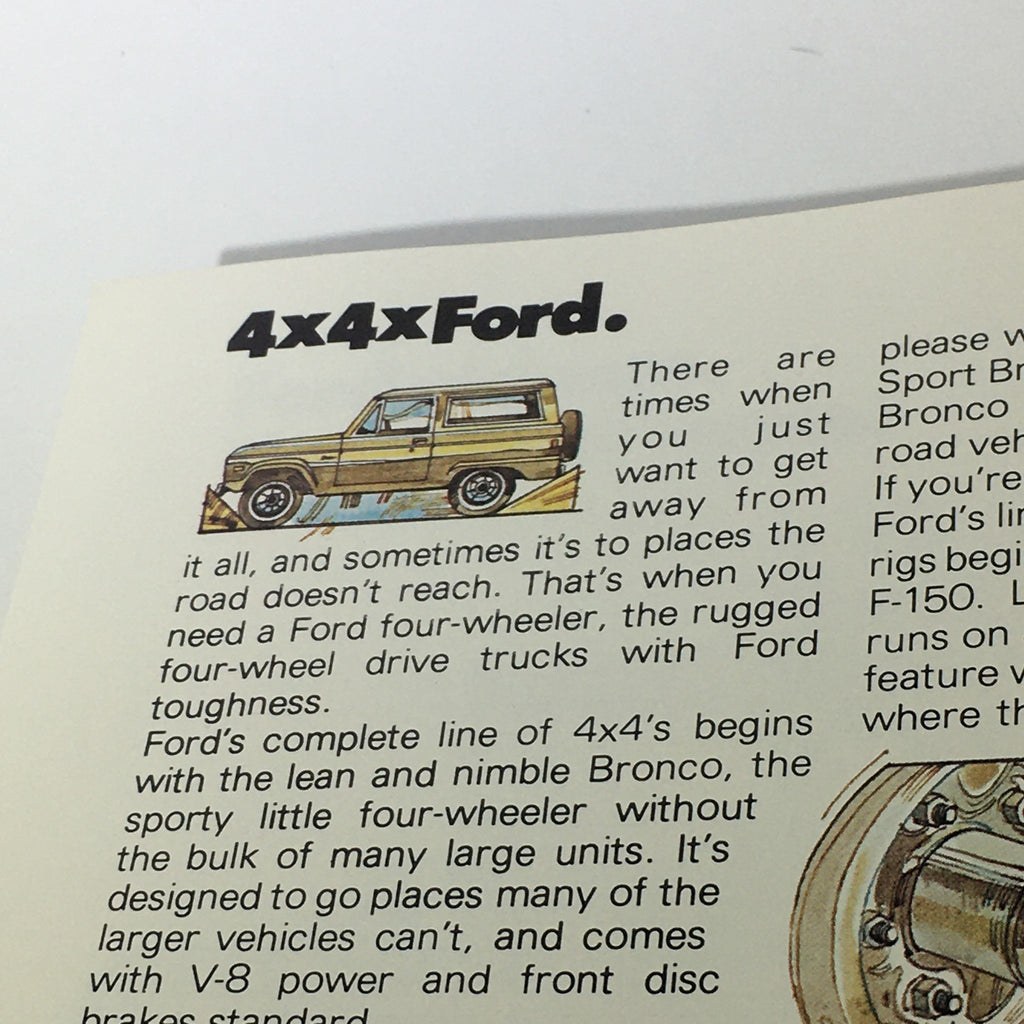 4x4xFord.
There are
times when
you just
want to get
away from
it all, and sometimes it's to places the
road doesn't reach. That's when you
need a Ford four-wheeler, the rugged
four-wheel drive trucks with Ford
toughness.
Ford's complete line of 4x4's begins
with the lean and nimble Bronco, the
sporty little four-wheeler without
the bulk of many large units. It's
designed to go places many of the
larger vehicles can't, and comes
with V-8 power and front disc
brakes standard.
please
Sport
Bronco
road
If you're
Ford's
rigs
F-150.
runs on
feature
where